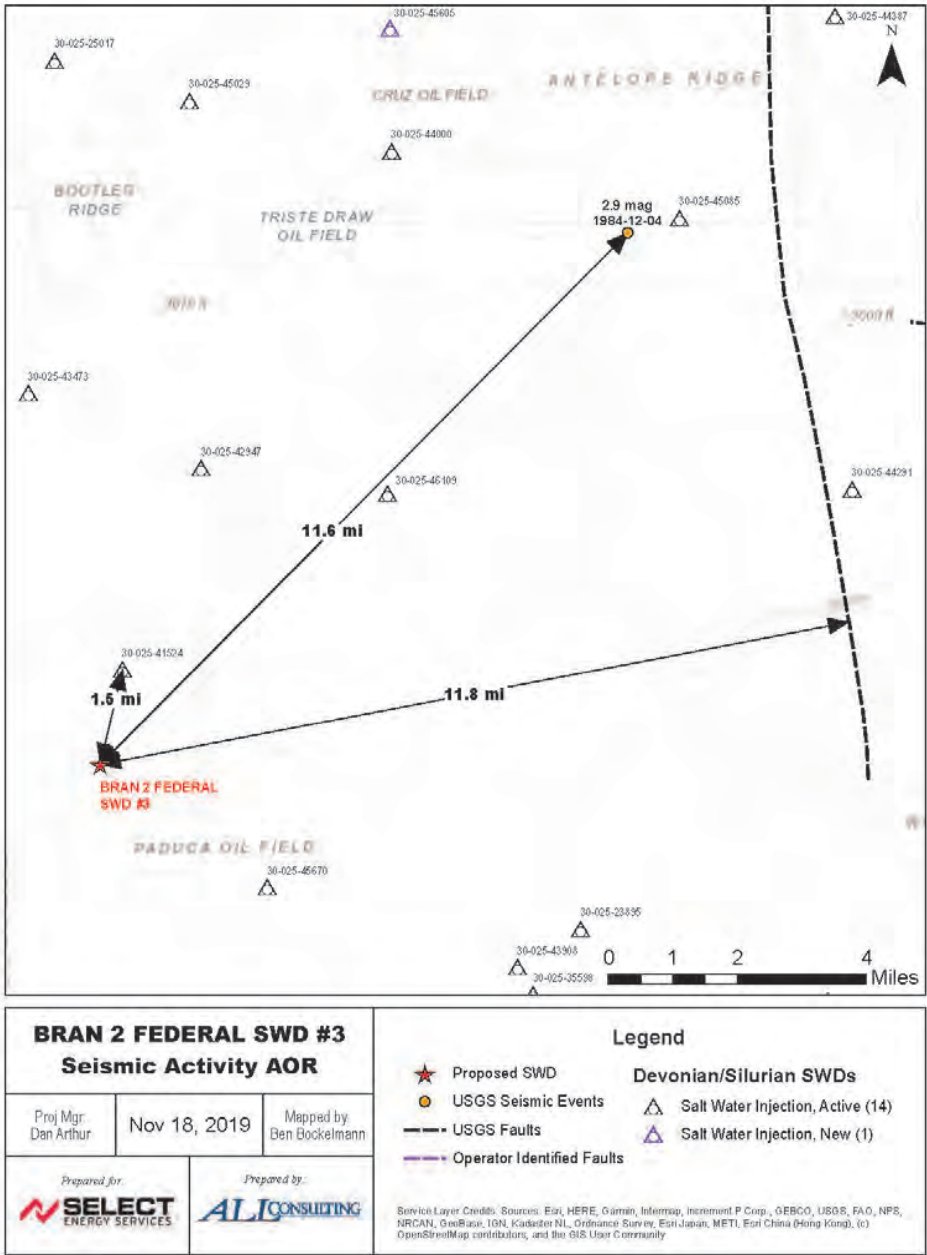 30-025-45605
30-025-44387
N
30-025-25017
30-025-45029
ANTELOPE RIDGE
CRUZ OIL FIELD
30-025-44000
BOOTLEG
RIDGE
TRISTE DRAW
OIL FIELD
2.9 mag
1984-12-04
30-025-45085
3000 ft
30-025-43473
30-025-42947
30-025-46109
30-025-44291
11.6 mi
30-025-41524
1.5 mi
11.8 mi
BRAN 2 FEDERAL
SWD #3
PADUCA OIL FIELD
30-025-45670
30-025-23895
30-025-43908
30-025-35598
0 1 2 4
Miles
BRAN 2 FEDERAL SWD #3
Seismic Activity AOR
Proj Mgr:
Dan Arthur
Nov 18, 2019
Mapped by:
Ben Bockelmann
Prepared for:
SELECT
ENERGY SERVICES
Prepared by:
ALL CONSULTING
Legend
Proposed SWD
USGS Seismic Events
USGS Faults
Operator Identified Faults
Devonian/Silurian SWDs
Salt Water Injection, Active (14)
Salt Water Injection, New (1)
Service Layer Credits: Sources: Esri, HERE, Garmin, Intermap, increment P Corp., GEBCO, USGS, FAO, NPS,
NRCAN, GeoBase, IGN, Kadaster NL, Ordnance Survey, Esri Japan, METI, Esri China (Hong Kong), (c)
OpenStreetMap contributors, and the GIS User Community